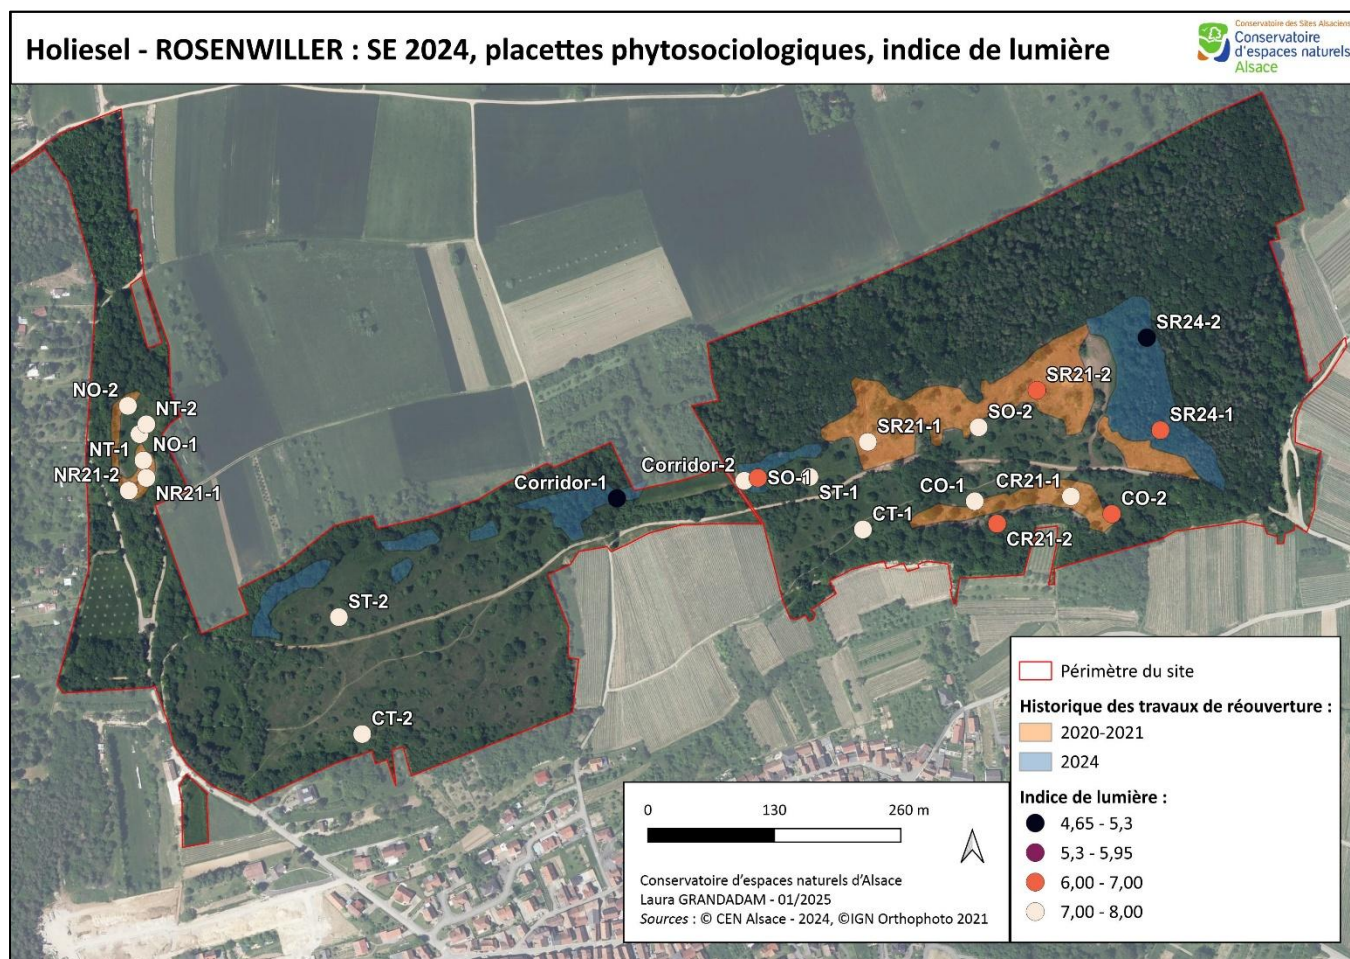 Holiesel - ROSENWILLER : SE 2024, placettes phytosociologiques, indice de lumière
Conservatoire des Sites Alsaciens
Conservatoire
d'espaces naturels
Alsace
SR24-2
NO-2
NT-2
SR21-2
SO-2
SR24-1
SR21-1
NT-1
NO-1
NR21-2
NR21-1
Corridor-1
Corridor-2
SO-1
ST-1
CO-1
CR21-1
CO-2
CT-1
CR21-2
ST-2
CT-2
Périmètre du site
Historique des travaux de réouverture :
2020-2021
2024
Indice de lumière :
4,65 - 5,3
5,3 - 5,95
6,00 - 7,00
7,00 - 8,00
0 130 260 m
Conservatoire d'espaces naturels d'Alsace
Laura GRANDADAM - 01/2025
Sources : © CEN Alsace - 2024, ©IGN Orthophoto 2021